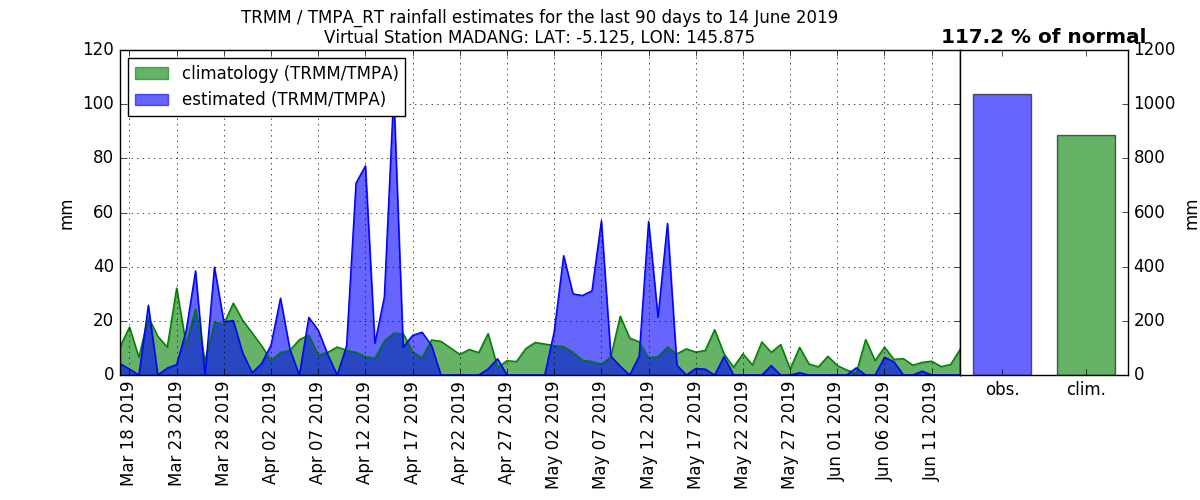 TRMM / TMPA_RT rainfall estimates for the last 90 days to 14 June 2019
Virtual Station MADANG: LAT: -5.125, LON: 145.875
117.2 % of normal
climatology (TRMM/TMPA)
estimated (TRMM/TMPA)
mm
120
100
80
60
40
20
0
Mar 18 2019
Mar 23 2019
Mar 28 2019
Apr 02 2019
Apr 07 2019
Apr 12 2019
Apr 17 2019
Apr 22 2019
Apr 27 2019
May 02 2019
May 07 2019
May 12 2019
May 17 2019
May 22 2019
May 27 2019
Jun 01 2019
Jun 06 2019
Jun 11 2019
obs.
clim.
1200
1000
800
600
400
200
0
mm